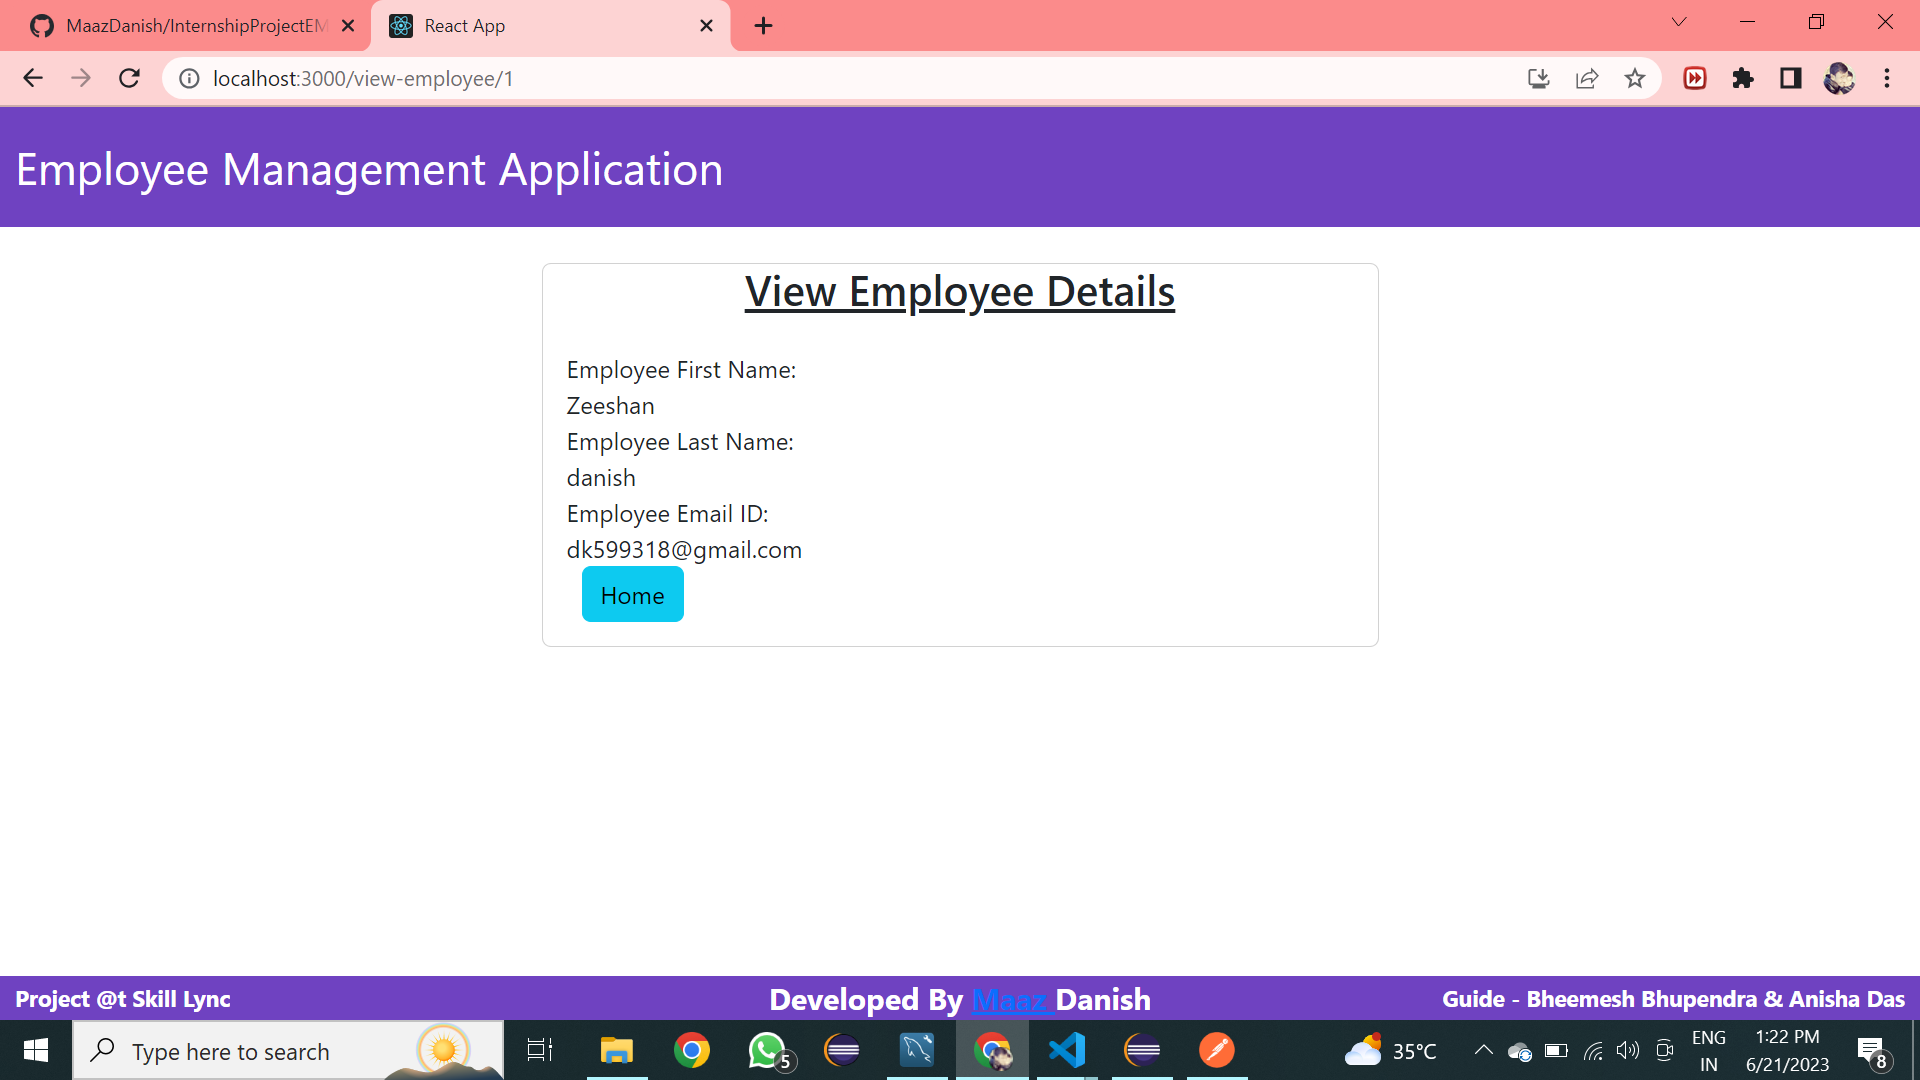 MaazDanish/InternshipProjectEM
React App
localhost:3000/view-employee/1
Employee Management Application
View Employee Details
Employee First Name:
Zeeshan
Employee Last Name:
danish
Employee Email ID:
dk599318@gmail.com
Home
Project @t Skill Lync
Developed By Maaz Danish
Guide - Bheemesh Bhupendra & Anisha Das
Type here to search
5
35°C
ENG
IN
1:22 PM
6/21/2023
8